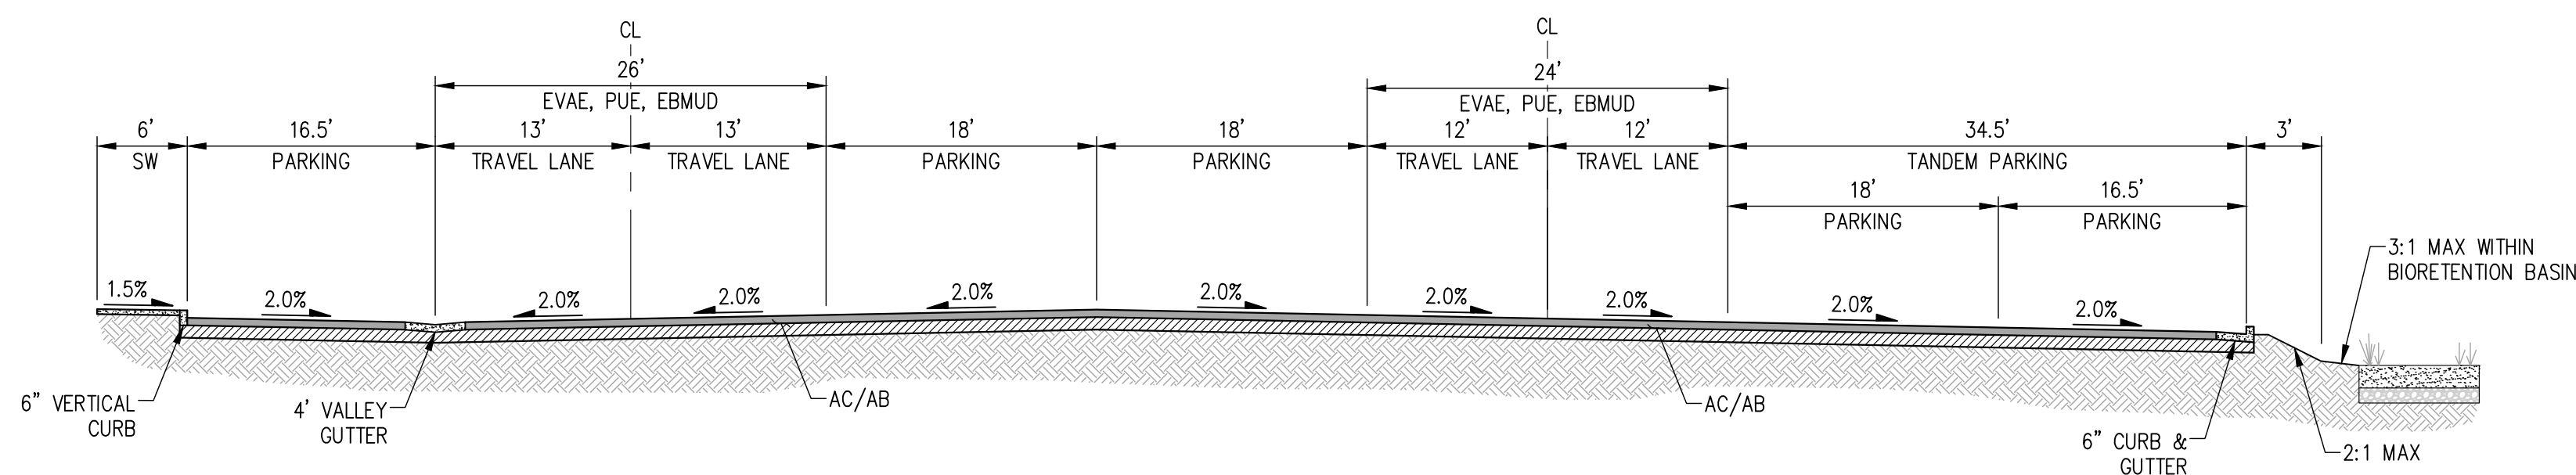 CL
CL
26'
EVAE, PUE, EBMUD
24'
EVAE, PUE, EBMUD
6'
SW
16.5'
PARKING
13'
TRAVEL LANE
13'
TRAVEL LANE
18'
PARKING
18'
PARKING
12'
TRAVEL LANE
12'
TRAVEL LANE
34.5'
TANDEM PARKING
3'
18'
PARKING
16.5'
PARKING
3:1 MAX WITHIN
BIORETENTION BASIN
1.5%
2.0%
2.0%
2.0%
2.0%
2.0%
2.0%
2.0%
2.0%
2.0%
6" VERTICAL
CURB
4' VALLEY
GUTTER
AC/AB
AC/AB
6" CURB &
GUTTER
2:1 MAX